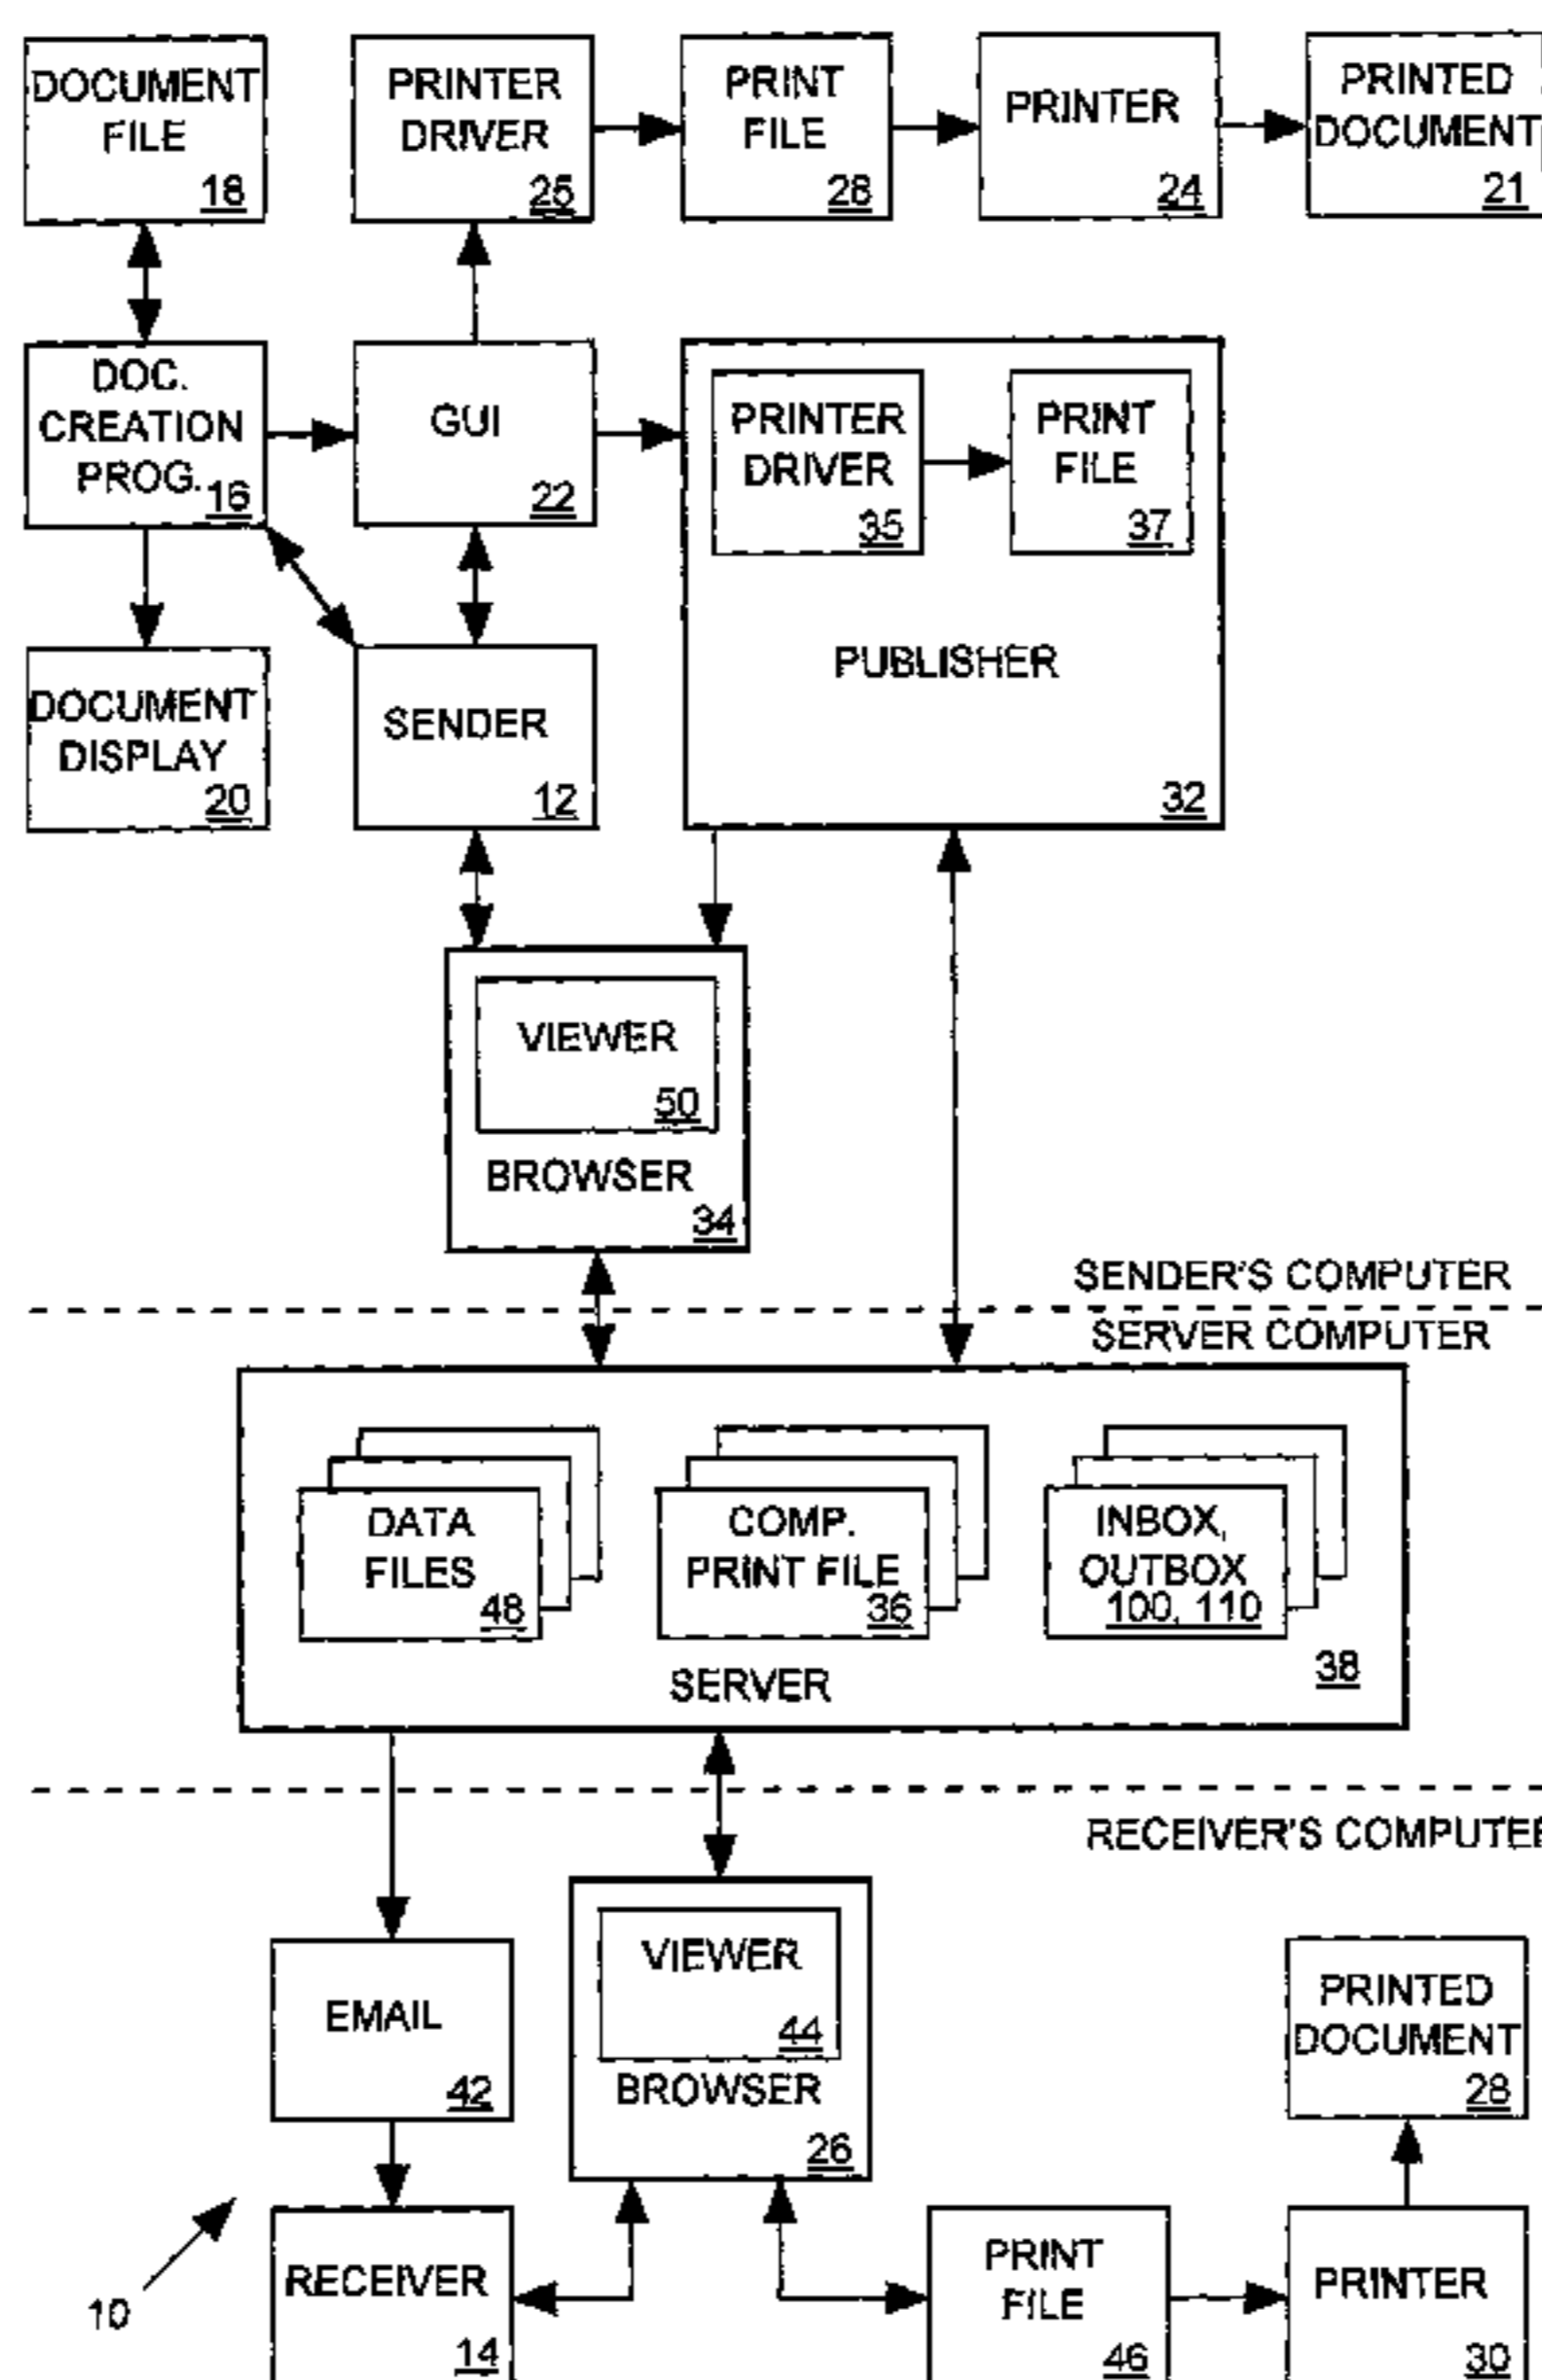 DOCUMENT
FILE
18
PRINTER
DRIVER
25
PRINT
FILE
28
PRINTER
24
PRINTED
DOCUMENT
21
DOC.
CREATION
PROG.
16
GUI
22
PRINTER
DRIVER
35
PRINT
FILE
37
PUBLISHER
32
DOCUMENT
DISPLAY
20
SENDER
12
VIEWER
50
BROWSER
34
SENDER'S COMPUTER
SERVER COMPUTER
DATA
FILES
48
COMP.
PRINT FILE
36
INBOX,
OUTBOX
100, 110
SERVER
38
RECEIVER'S COMPUTE
EMAIL
42
VIEWER
44
BROWSER
26
PRINTED
DOCUMENT
28
10
RECEIVER
14
PRINT
FILE
46
PRINTER
30